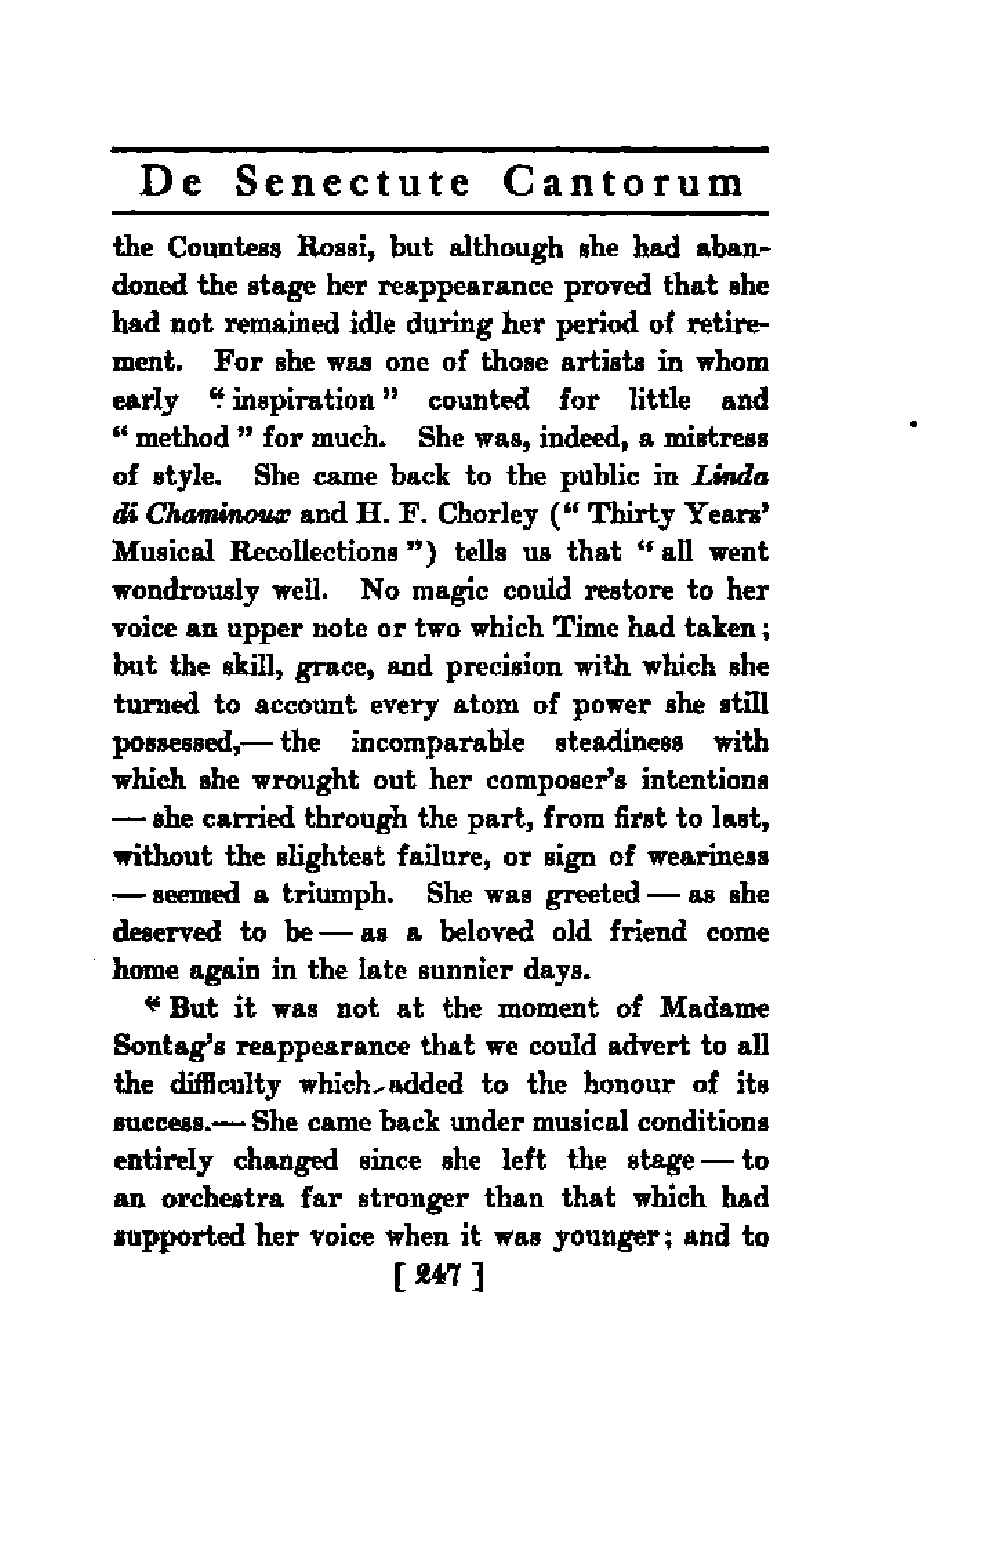 De Senectute Cantorum
the Countess Rossi, but although she had aban-
doned the stage her reappearance proved that she
had not remained idle during her period of retire-
ment. For she was one of those artists in whom
early "inspiration" counted for little and
"method" for much. She was, indeed, a mistress
of style. She came back to the public in Linda
di Chaminoux and H. F. Chorley ("Thirty Years'
Musical Recollections") tells us that "all went
wondrously well. No magic could restore to her
voice an upper note or two which Time had taken;
but the skill, grace, and precision with which she
turned to account every atom of power she still
possessed,— the incomparable steadiness with
which she wrought out her composer's intentions
— she carried through the part, from first to last,
without the slightest failure, or sign of weariness
— seemed a triumph. She was greeted — as she
deserved to be — as a beloved old friend come
home again in the late sunnier days.
"But it was not at the moment of Madame
Sontag's reappearance that we could advert to all
the difficulty which added to the honour of its
success.— She came back under musical conditions
entirely changed since she left the stage — to
an orchestra far stronger than that which had
supported her voice when it was younger; and to
[ 247 ]